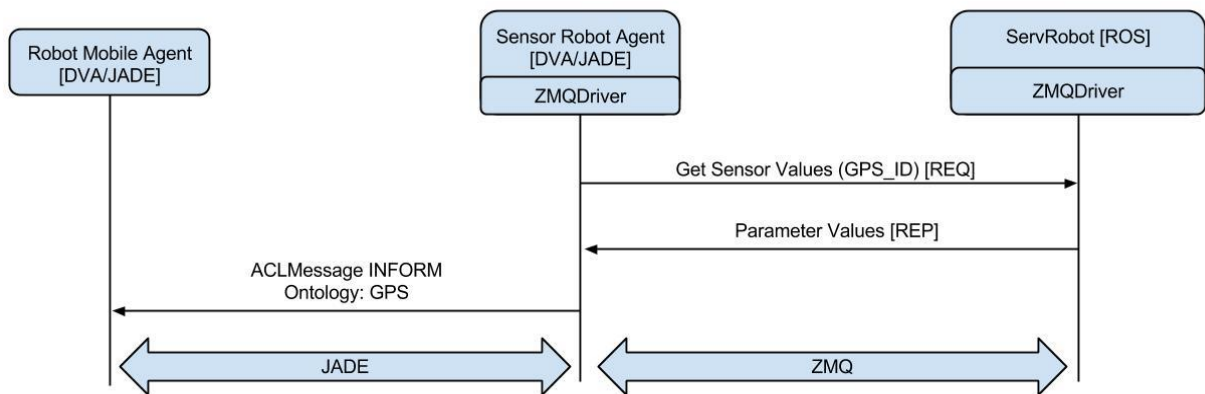 Robot Mobile Agent
[DVA/JADE]
Sensor Robot Agent
[DVA/JADE]
ZMQDriver
ServRobot [ROS]
ZMQDriver
Get Sensor Values (GPS_ID) [REQ]
Parameter Values [REP]
ACLMessage INFORM
Ontology: GPS
JADE
ZMQ